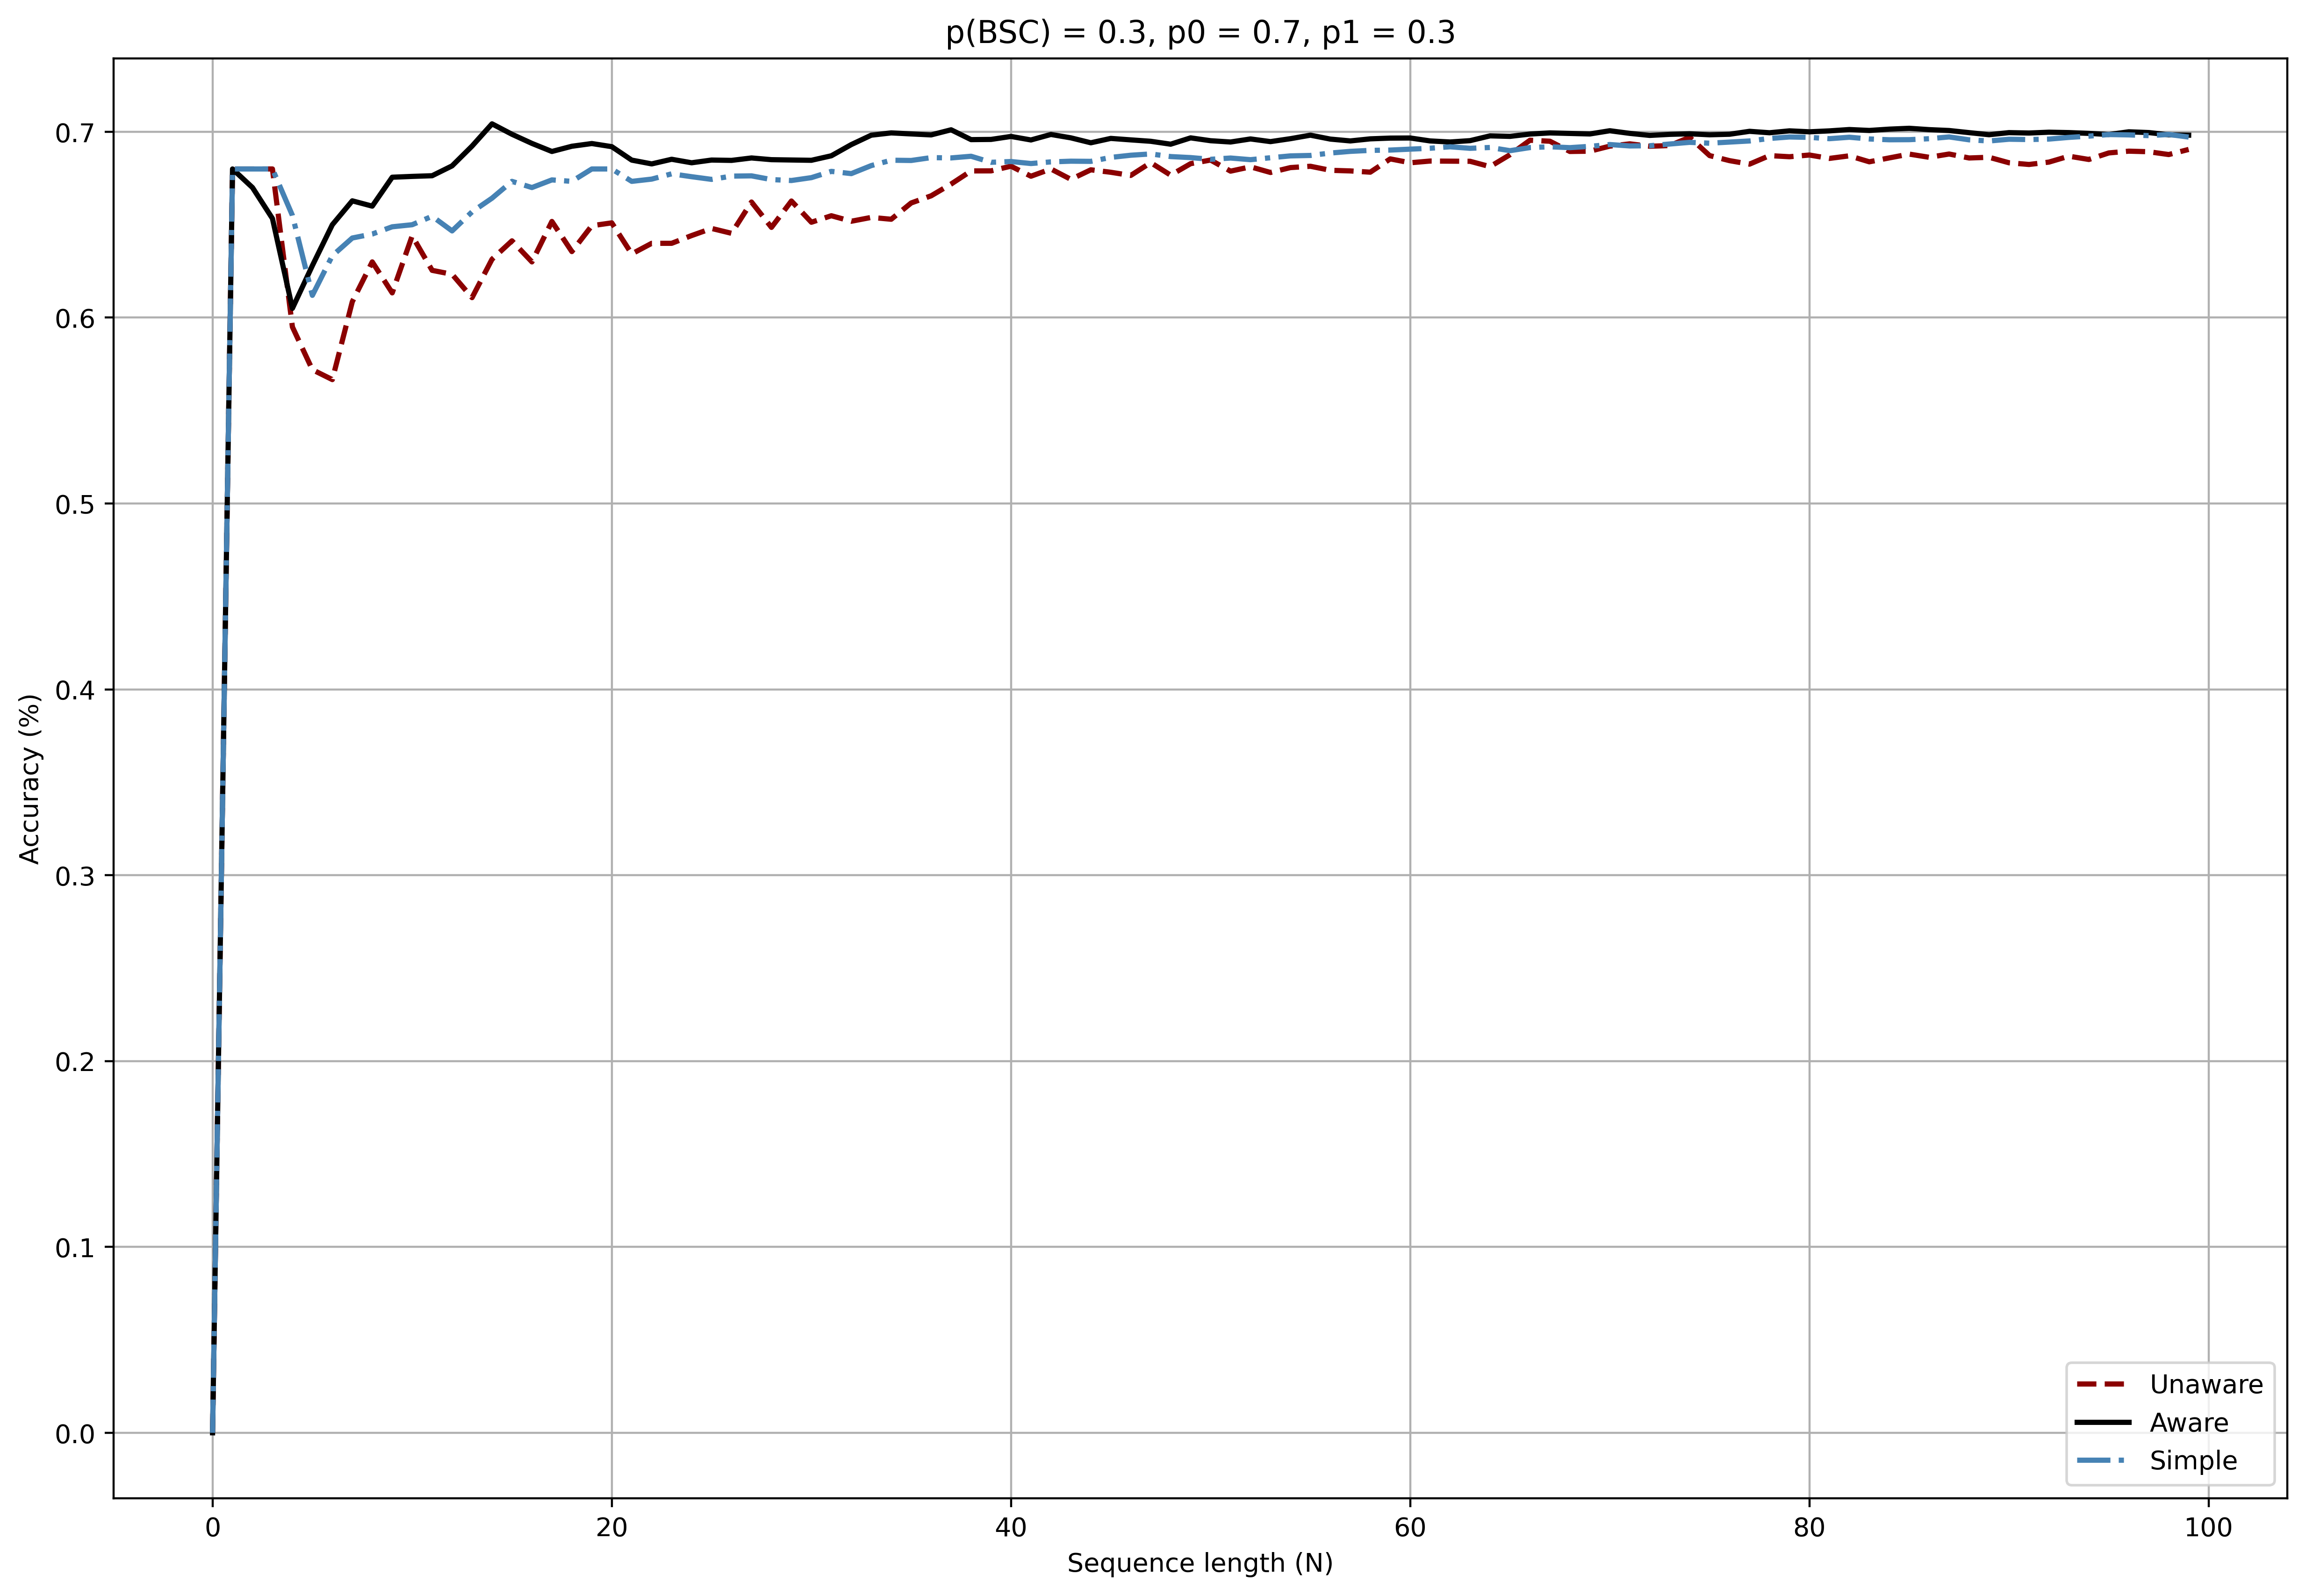 p(BSC) = 0.3, p0 = 0.7, p1 = 0.3
0.7
0.6
0.5
0.4
0.3
0.2
0.1
0.0
Accuracy (%)
0 20 40 60 80 100
Sequence length (N)
Unaware
Aware
Simple